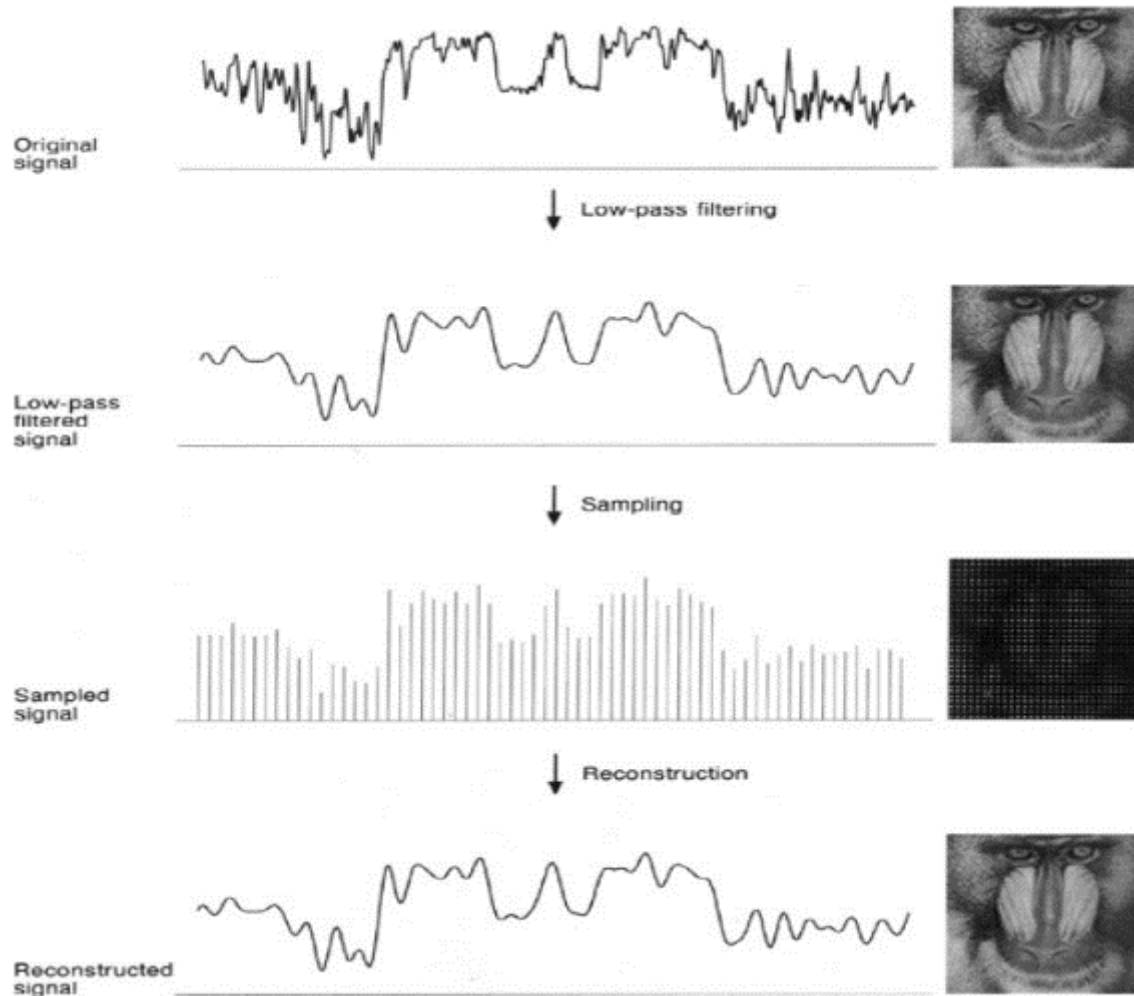 Original
signal
Low-pass filtering
Low-pass
filtered
signal
Sampling
Sampled
signal
Reconstruction
Reconstructed
signal